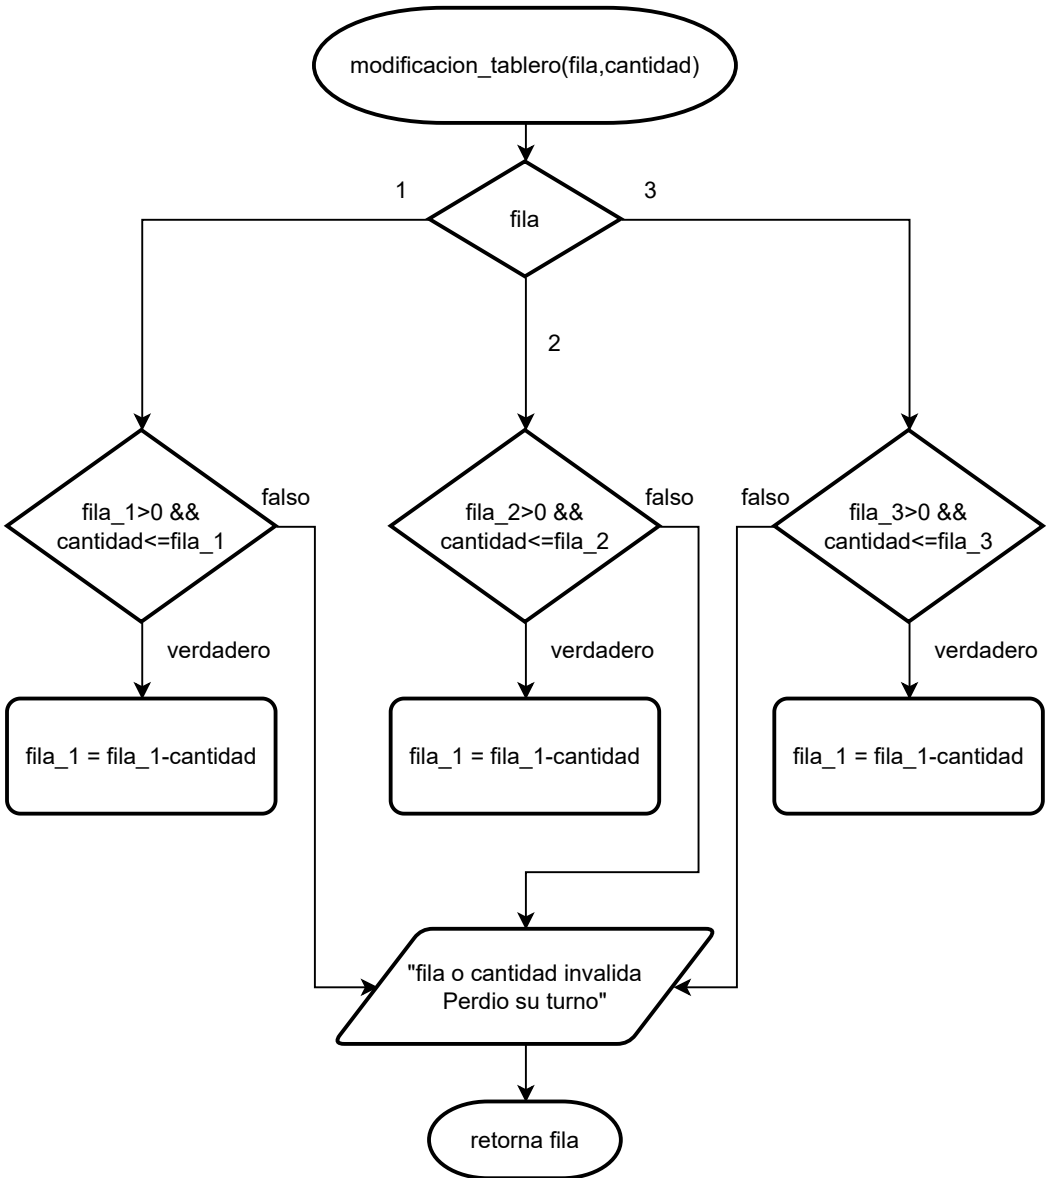 modificacion_tablero(fila,cantidad)
1
fila
3
2
fila_1>0 &&
cantidad<=fila_1
falso
fila_2>0 &&
cantidad<=fila_2
falso
falso
fila_3>0 &&
cantidad<=fila_3
verdadero
verdadero
verdadero
fila_1 = fila_1-cantidad
fila_1 = fila_1-cantidad
fila_1 = fila_1-cantidad
"fila o cantidad invalida
Perdio su turno"
retorna fila